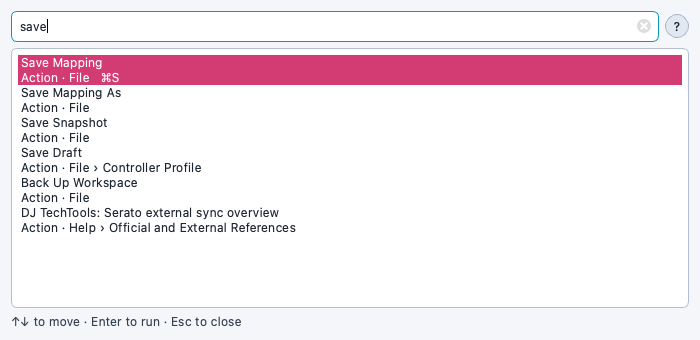 save
?
Save Mapping
Action · File ⌘S
Save Mapping As
Action · File
Save Snapshot
Action · File
Save Draft
Action · File › Controller Profile
Back Up Workspace
Action · File
DJ TechTools: Serato external sync overview
Action · Help › Official and External References
↑↓ to move · Enter to run · Esc to close